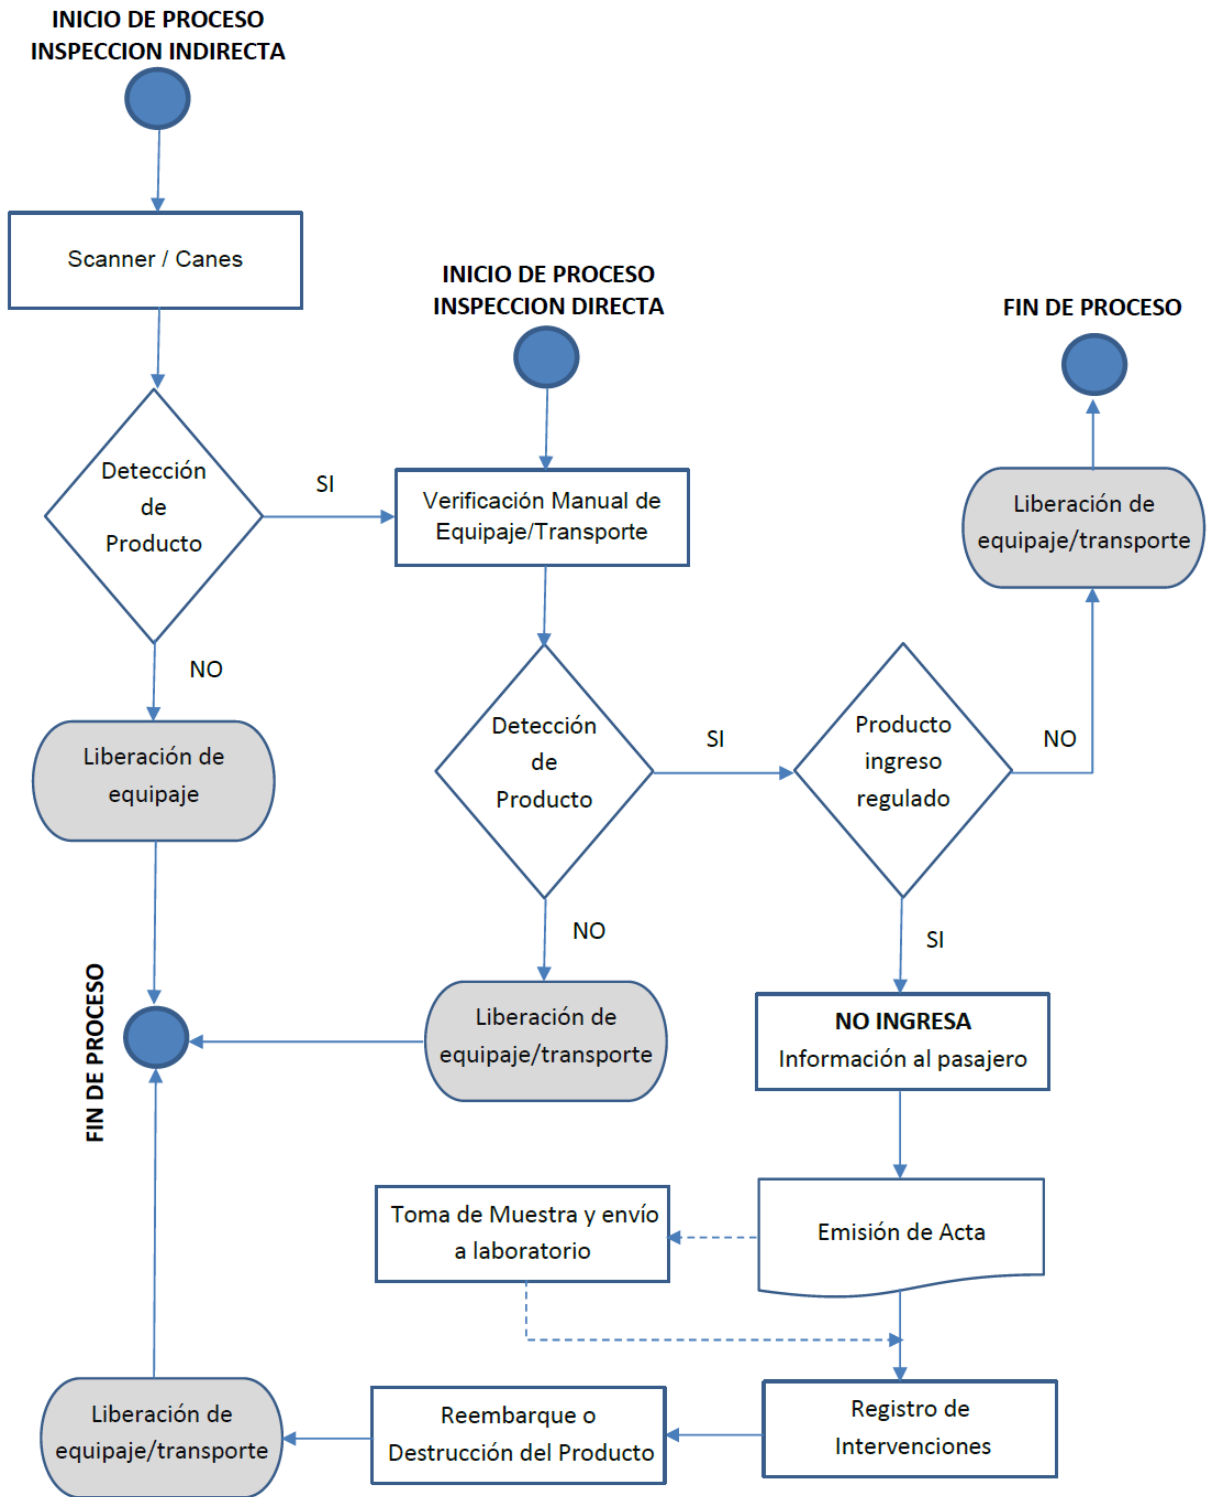 INICIO DE PROCESO
INSPECCION INDIRECTA
Scanner / Canes
INICIO DE PROCESO
INSPECCION DIRECTA
FIN DE PROCESO
Detección
de
Producto
SI
Verificación Manual de
Equipaje/Transporte
Liberación de
equipaje/transporte
NO
Liberación de
equipaje
Detección
de
Producto
SI
Producto
ingreso
regulado
NO
NO
SI
FIN DE PROCESO
Liberación de
equipaje/transporte
NO INGRESA
Información al pasajero
Toma de Muestra y envío
a laboratorio
Emisión de Acta
Liberación de
equipaje/transporte
Reembarque o
Destrucción del Producto
Registro de
Intervenciones